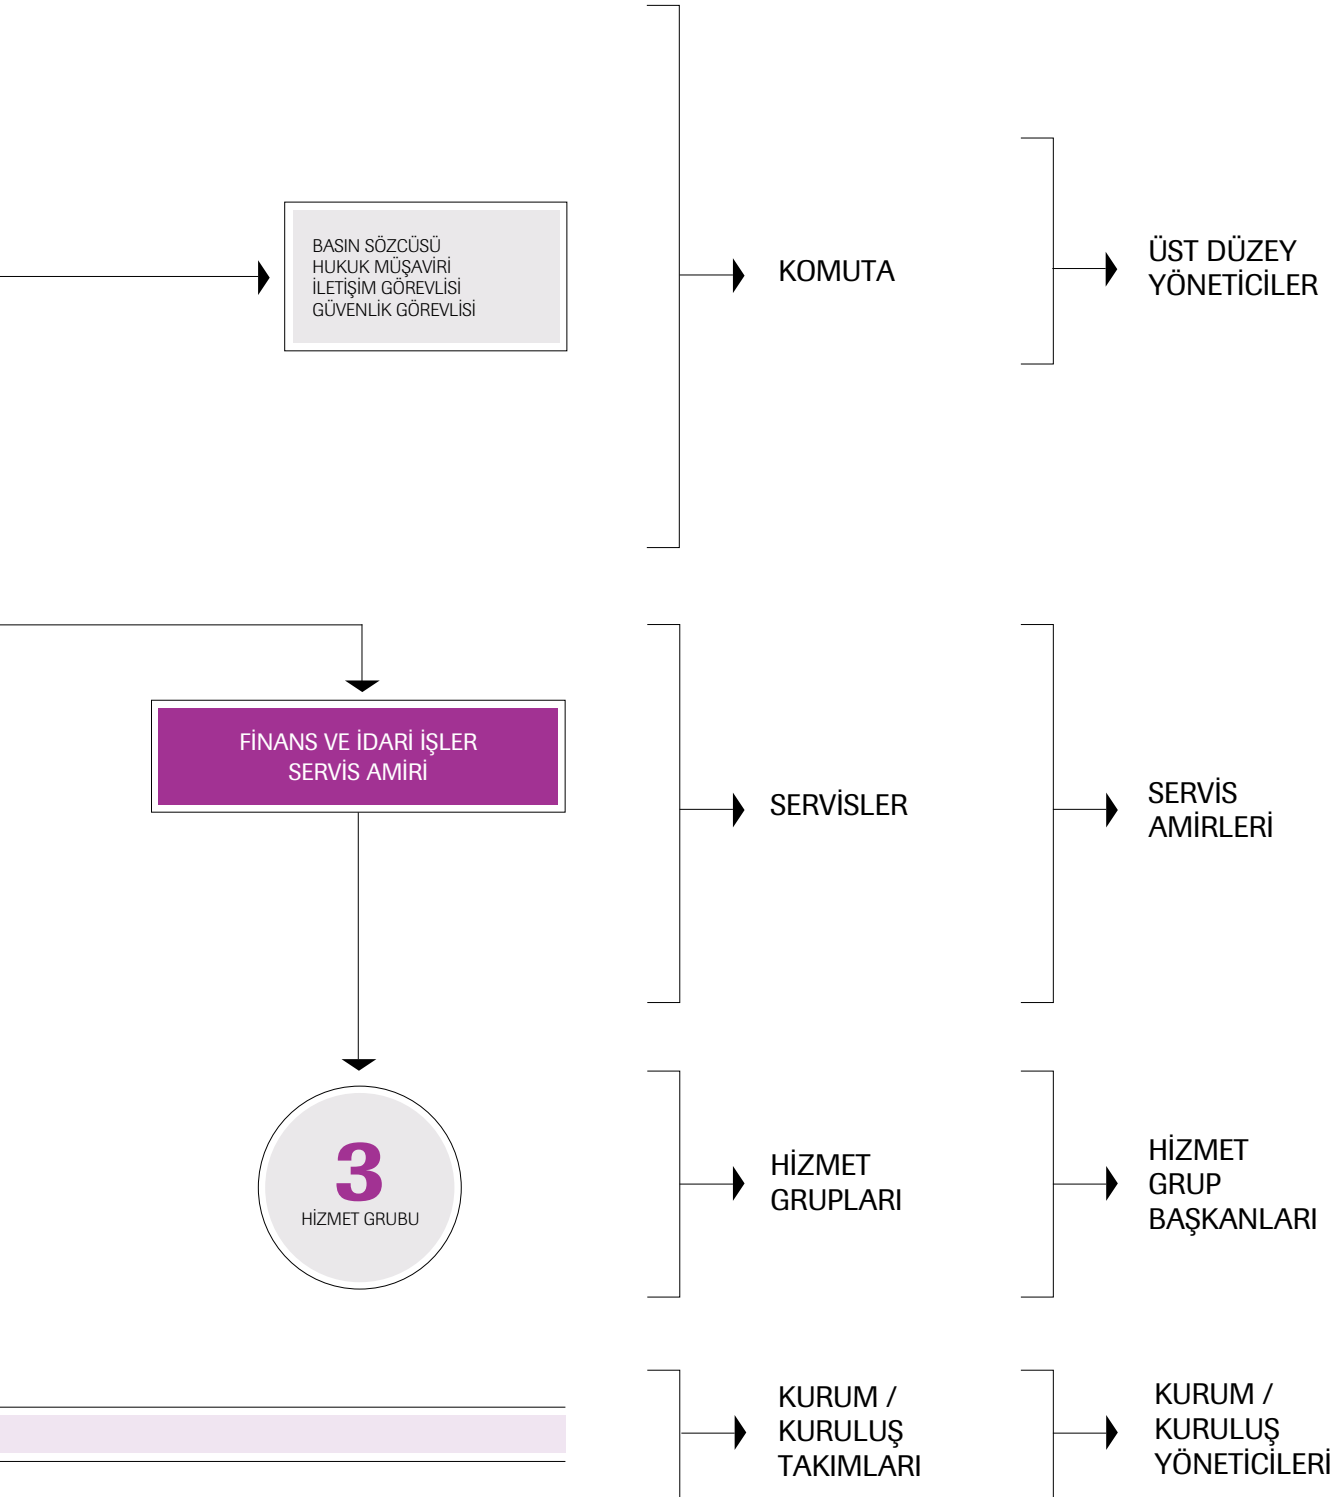 BASIN SÖZCÜSÜ
HUKUK MÜŞAVİRİ
İLETİŞİM GÖREVLİSİ
GÜVENLİK GÖREVLİSİ
KOMUTA
ÜST DÜZEY
YÖNETİCİLER
FİNANS VE İDARİ İŞLER
SERVİS AMİRİ
SERVİSLER
SERVİS
AMİRLERİ
3
HİZMET GRUBU
HİZMET
GRUPLARI
HİZMET
GRUP
BAŞKANLARI
KURUM /
KURULUŞ
TAKIMLARI
KURUM /
KURULUŞ
YÖNETİCİLERİ